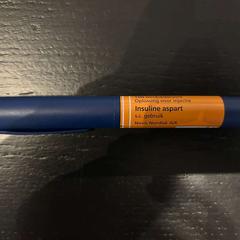 Oplossing voor injectie
Insuline aspart
s.c. gebruik
Novo Nordisk A/S